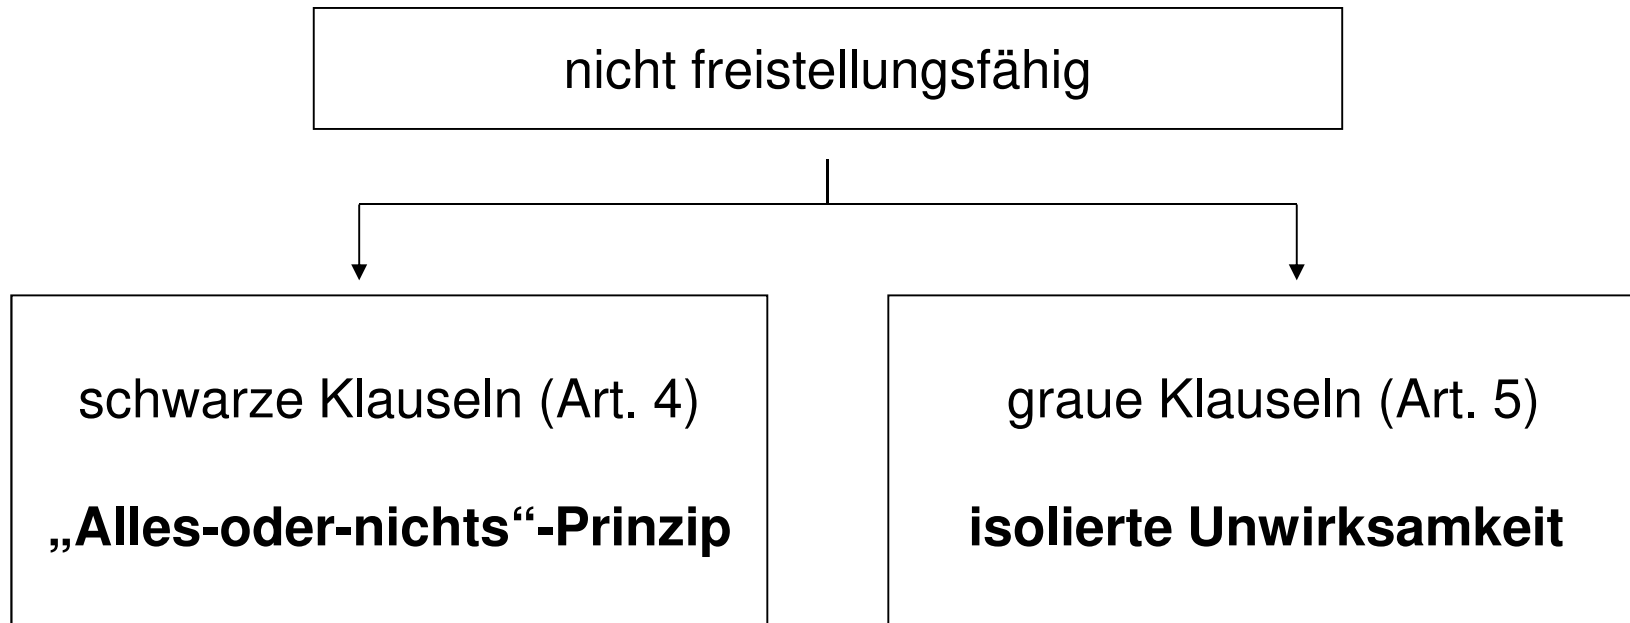 nicht freistellungsfähig
schwarze Klauseln (Art. 4)
„Alles-oder-nichts“-Prinzip
graue Klauseln (Art. 5)
isolierte Unwirksamkeit